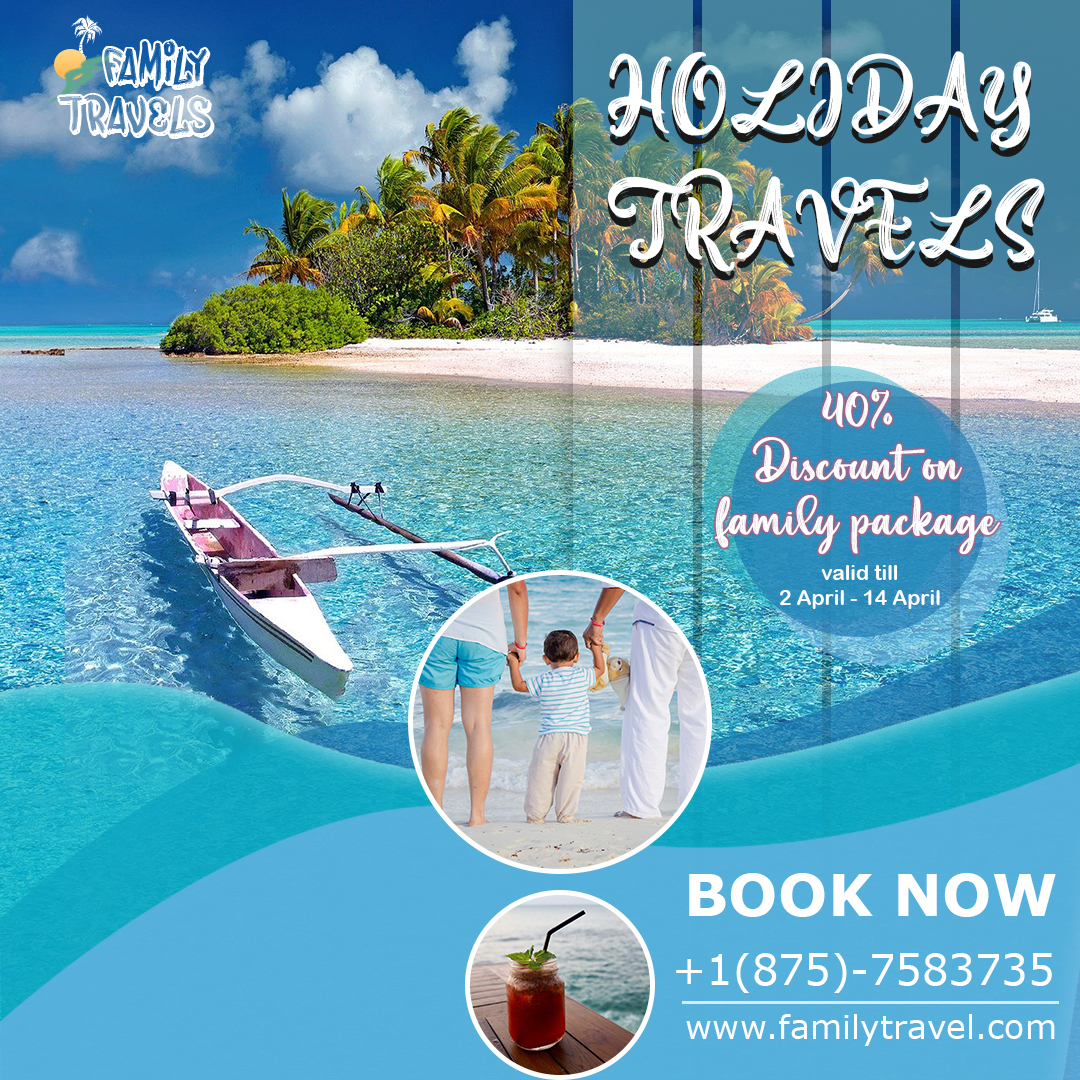 FAMILY
TRAVELS
HOLIDAY
TRAVELS
40%
Discount on
family package
valid till
2 April - 14 April
BOOK NOW
+1(875)-7583735
www.familytravel.com